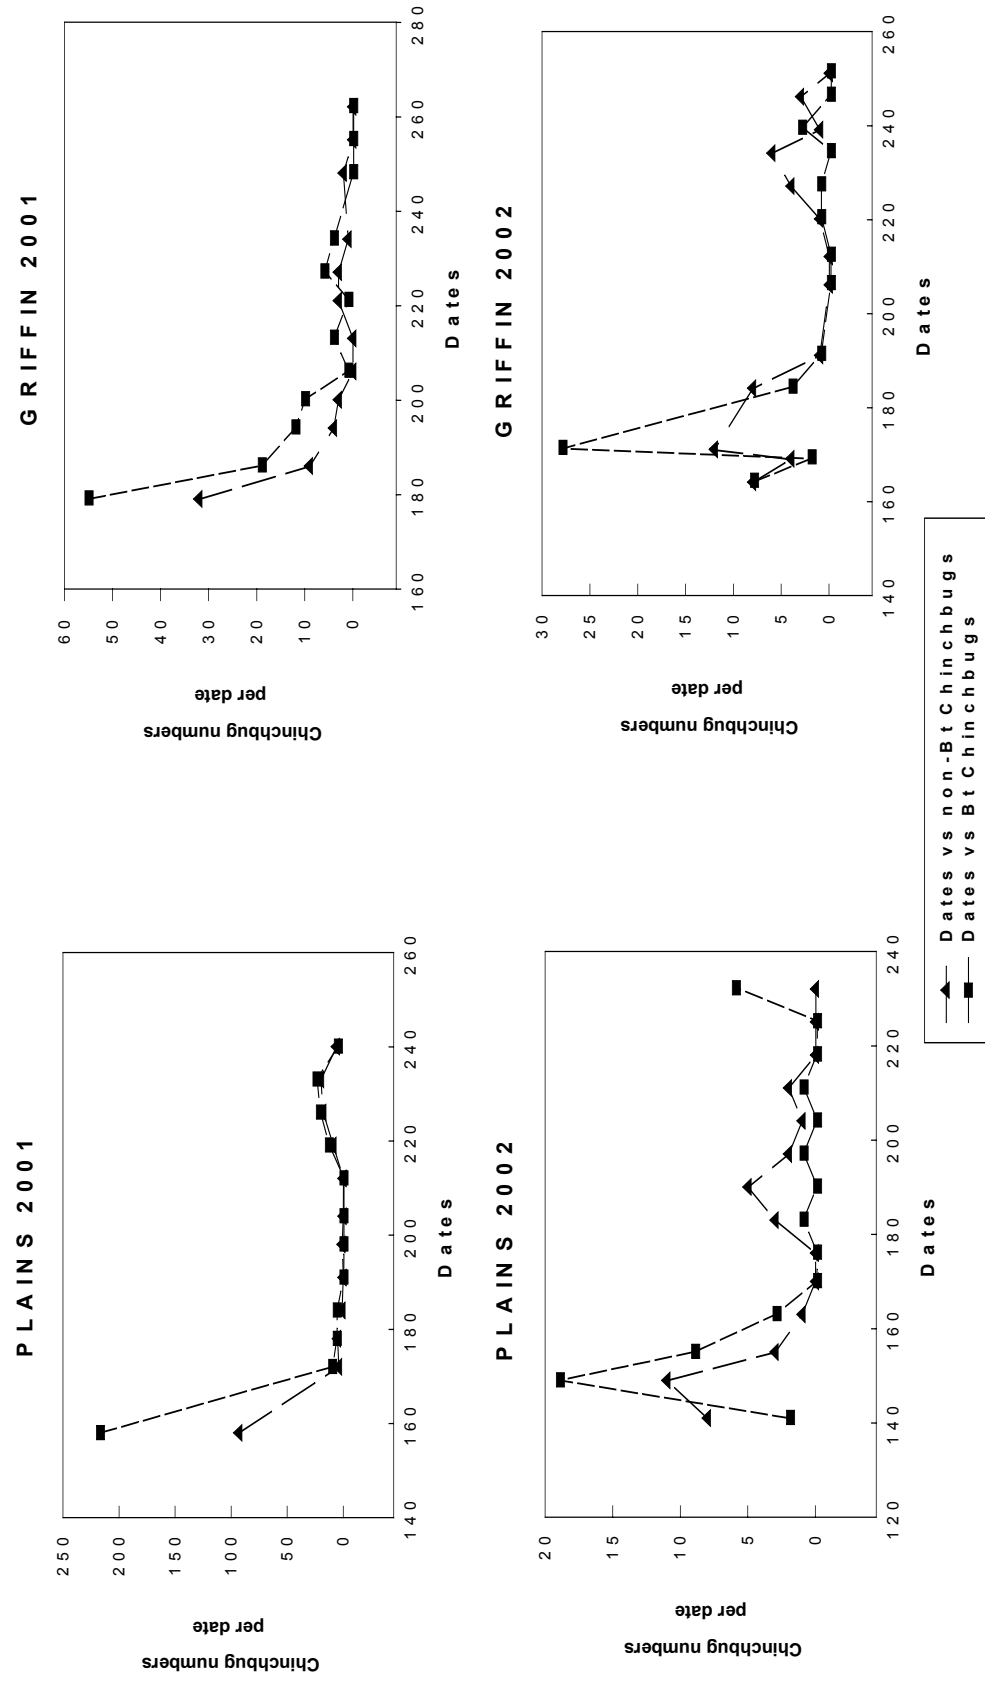 PLAINS 2001
250
200
150
100
50
0
140
160
180
200
220
240
260
Dates
Chinchbug numbers
per date
GRIFFIN 2001
60
50
40
30
20
10
0
160
180
200
220
240
260
280
Dates
Chinchbug numbers
per date
PLAINS 2002
20
15
10
5
0
120
140
160
180
200
220
240
Dates
Chinchbug numbers
per date
GRIFFIN 2002
30
25
20
15
10
5
0
140
160
180
200
220
240
260
Dates
Chinchbug numbers
per date
Dates vs non-Bt Chinchbugs
Dates vs Bt Chinchbugs